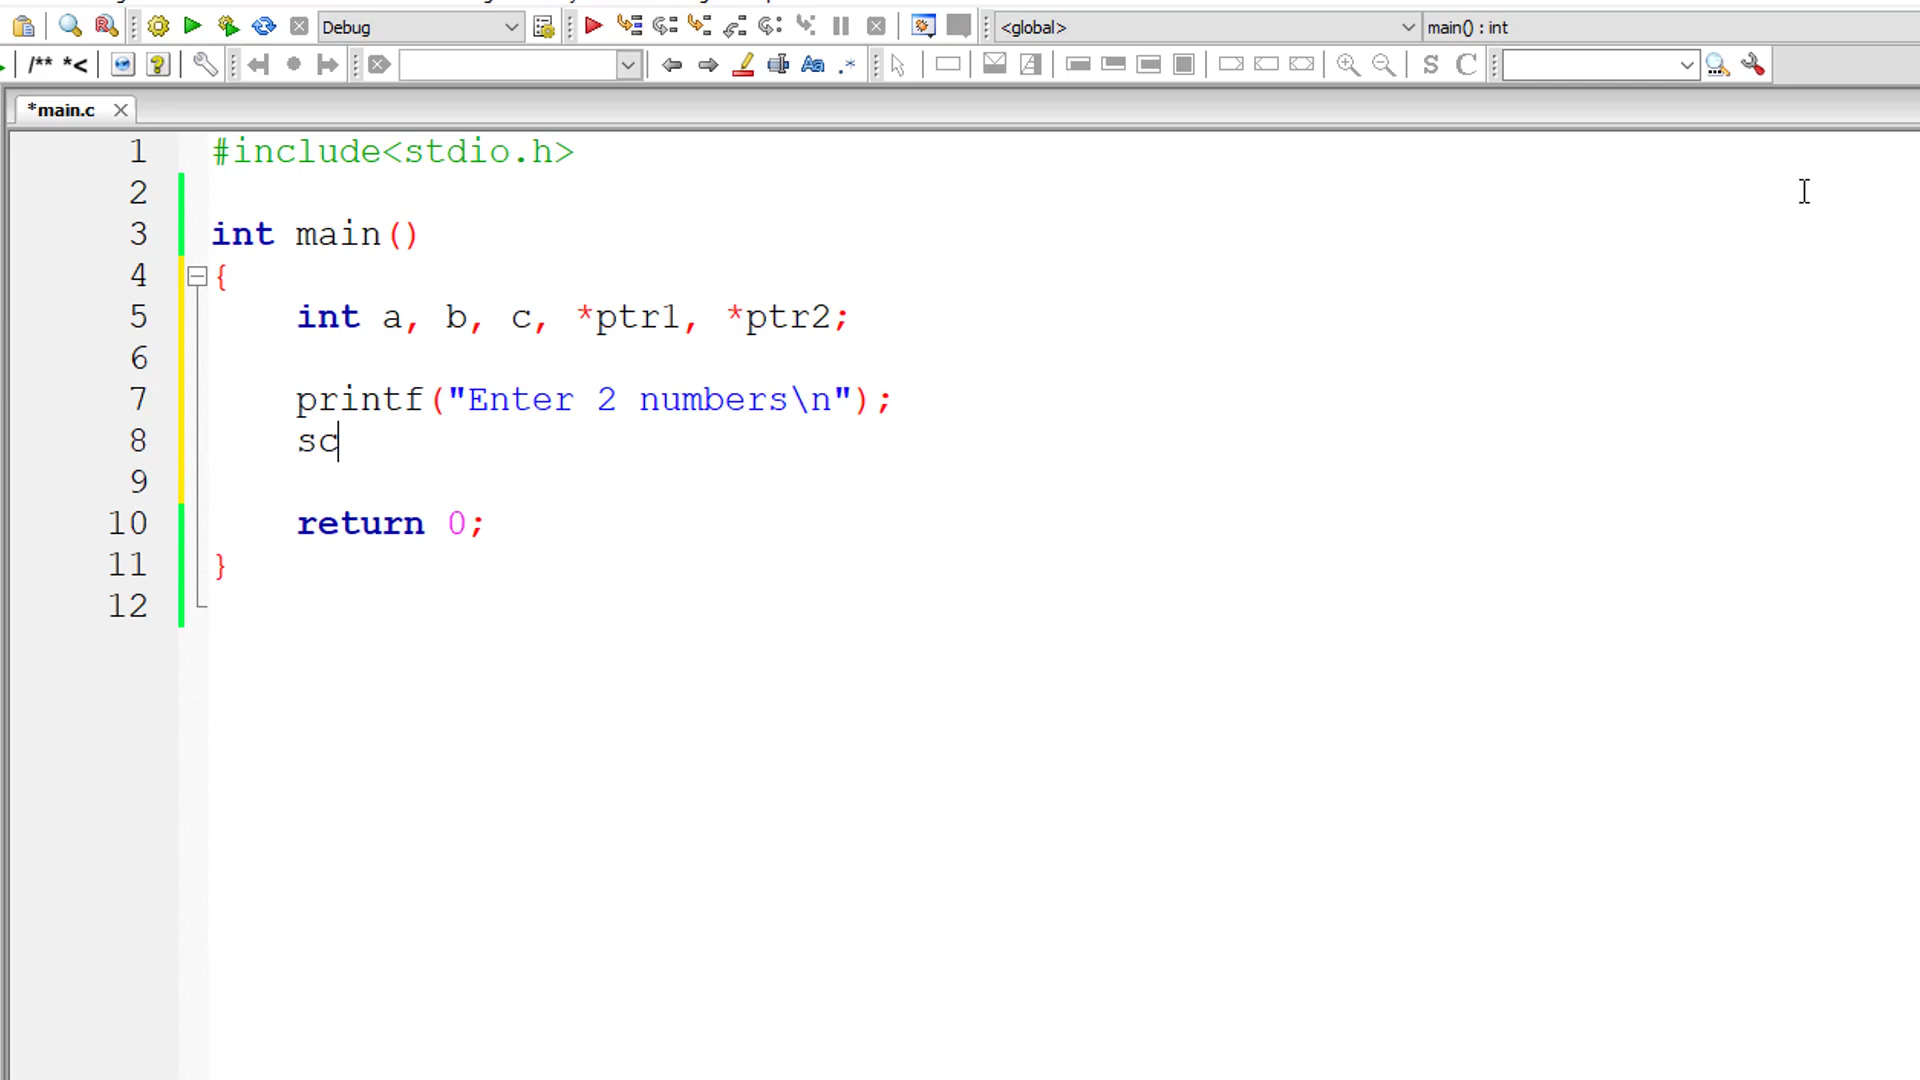 Debug <global> main() : int
/** *<
*main.c
1 #include<stdio.h>
2
3 int main()
4 {
5 int a, b, c, *ptr1, *ptr2;
6
7 printf("Enter 2 numbers\n");
8 sc
9
10 return 0;
11 }
12